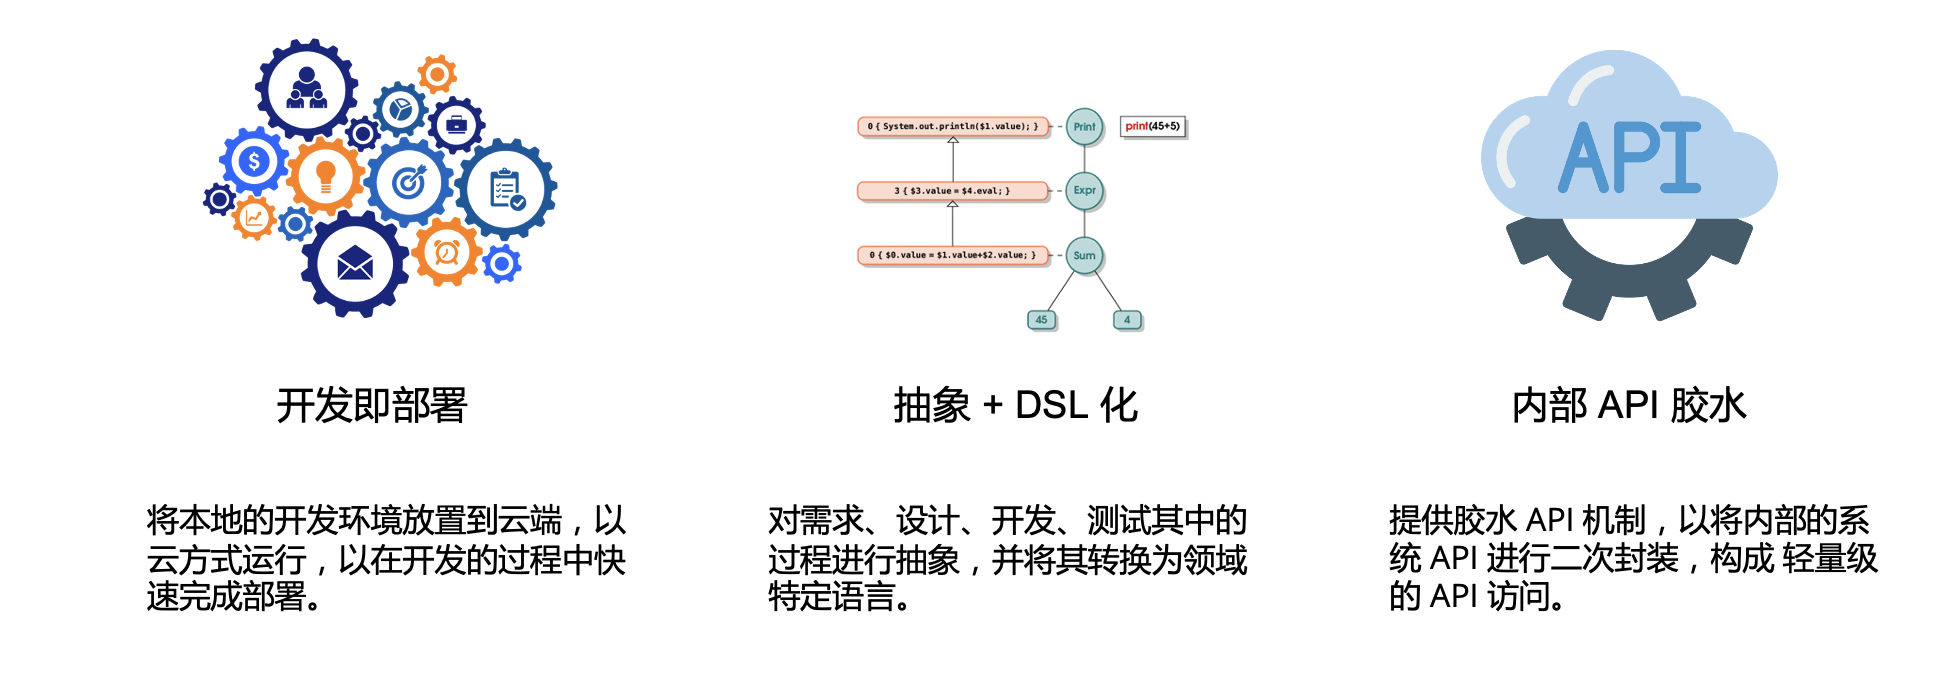 0 { System.out.println($1.value); }
Print
print(45+5)
3 { $3.value = $4.eval; }
Expr
0 { $0.value = $1.value+$2.value; }
Sum
45
4
API
$
开发即部署
将本地的开发环境放置到云端，以
云方式运行，以在开发的过程中快
速完成部署。
抽象 + DSL 化
对需求、设计、开发、测试其中的
过程进行抽象，并将其转换为领域
特定语言。
内部 API 胶水
提供胶水 API 机制，以将内部的系
统 API 进行二次封装，构成 轻量级
的 API 访问。